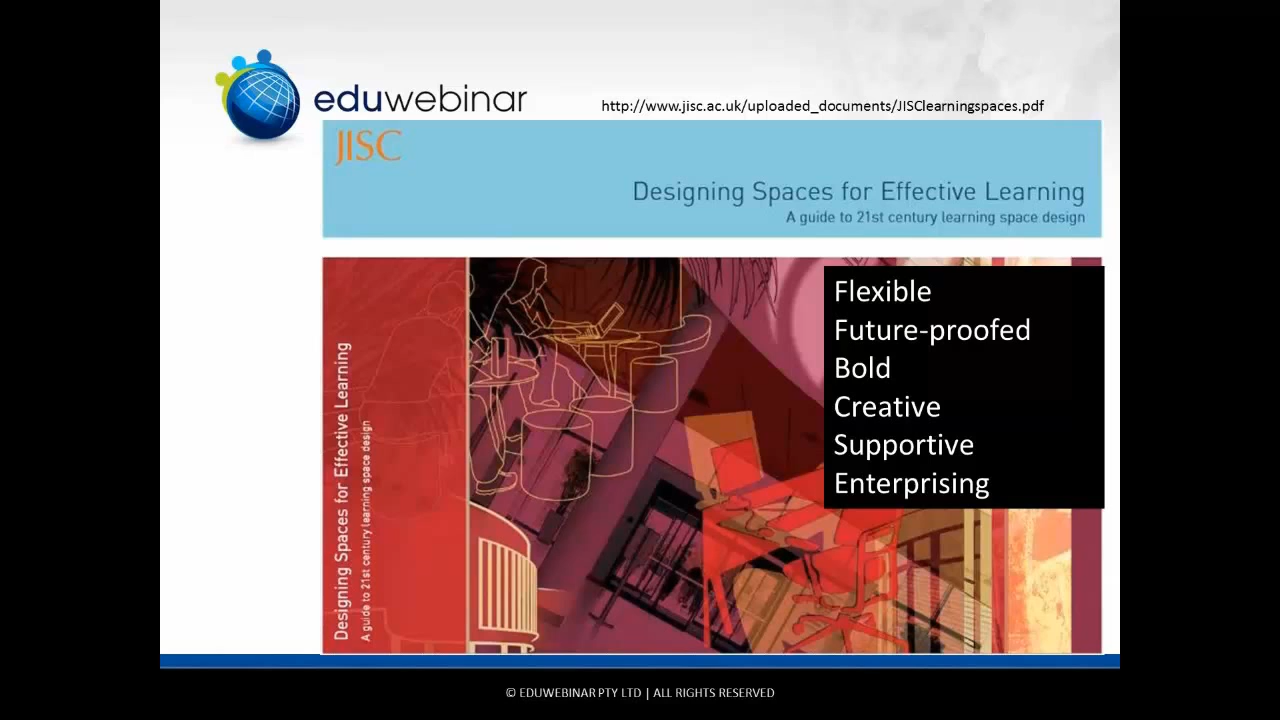 eduwebinar
http://www.jisc.ac.uk/uploaded_documents/JISClearningspaces.pdf
JISC
Designing Spaces for Effective Learning
A guide to 21st century learning space design
Flexible
Future-proofed
Bold
Creative
Supportive
Enterprising
Designing Spaces for Effective Learning
A guide to 21st century learning space design
© EDUWEBINAR PTY LTD | ALL RIGHTS RESERVED